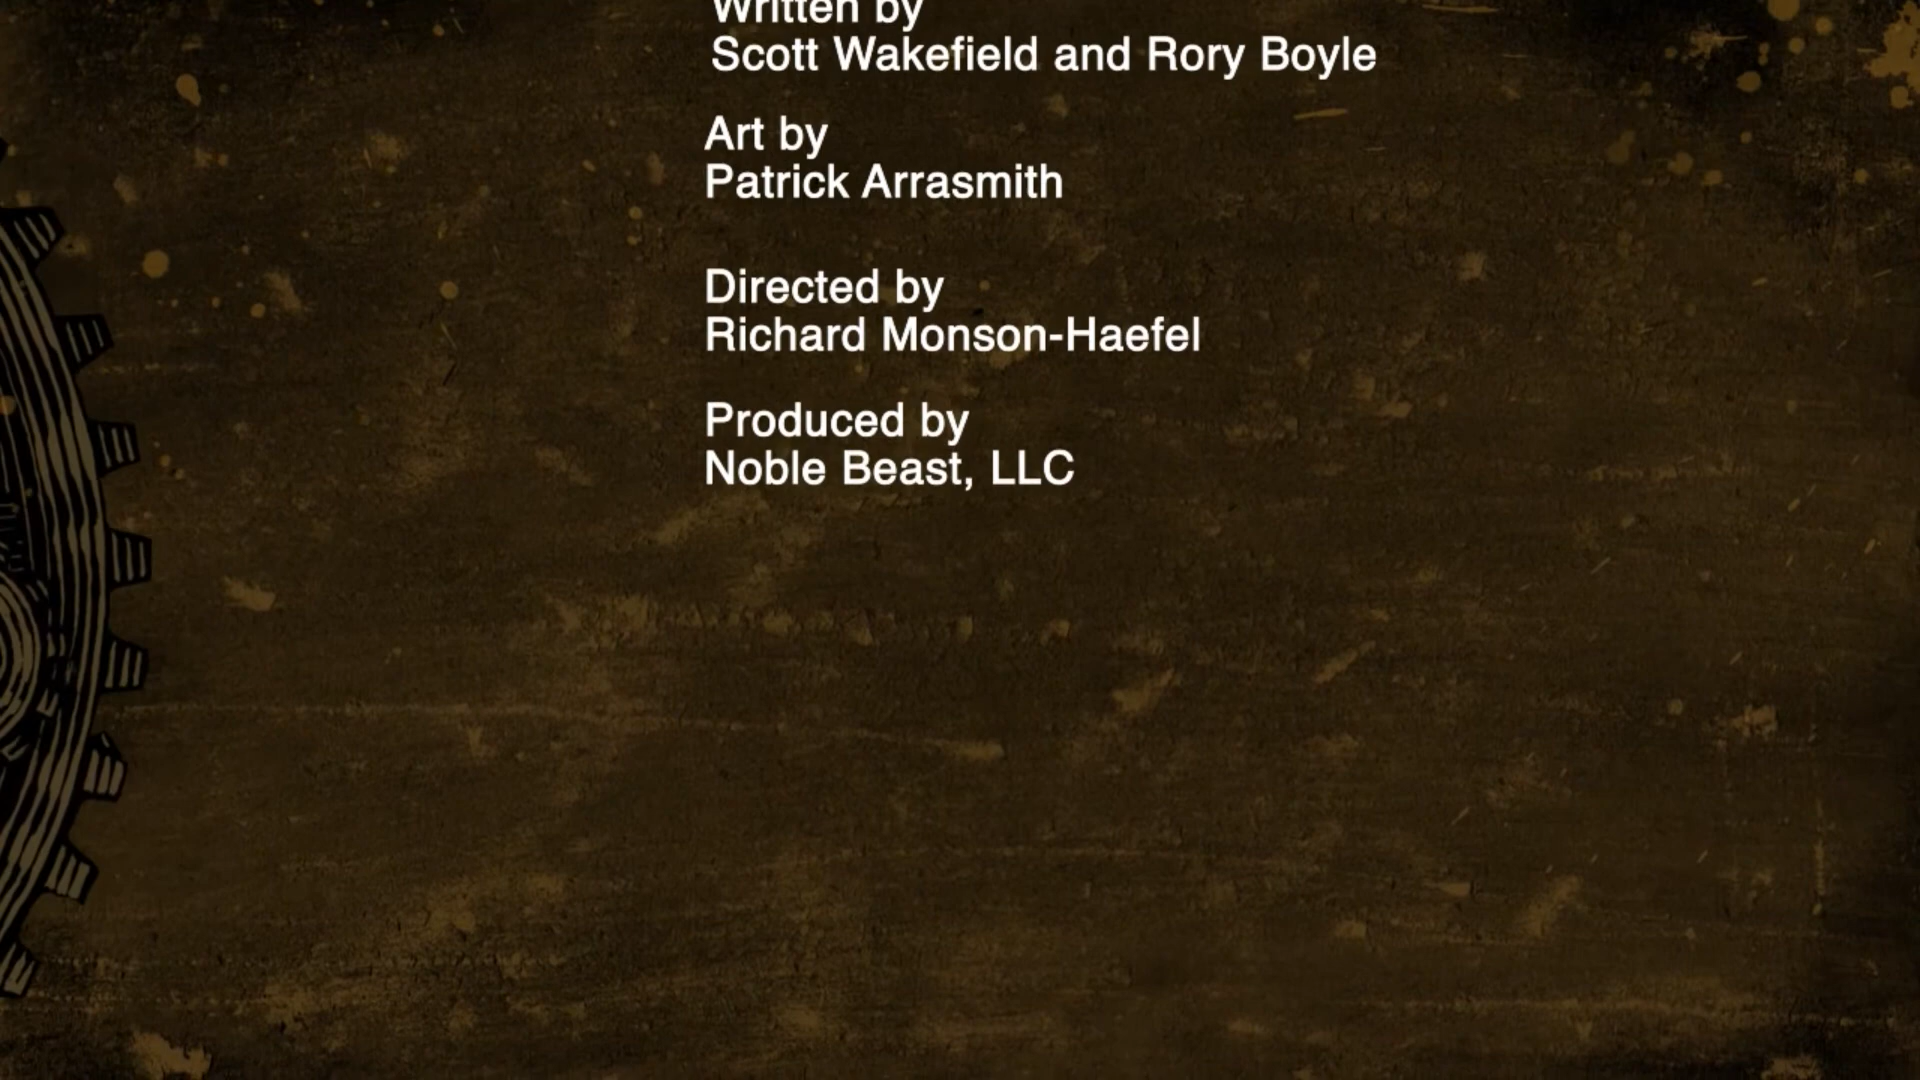 Written by
Scott Wakefield and Rory Boyle
Art by
Patrick Arrasmith
Directed by
Richard Monson-Haefel
Produced by
Noble Beast, LLC